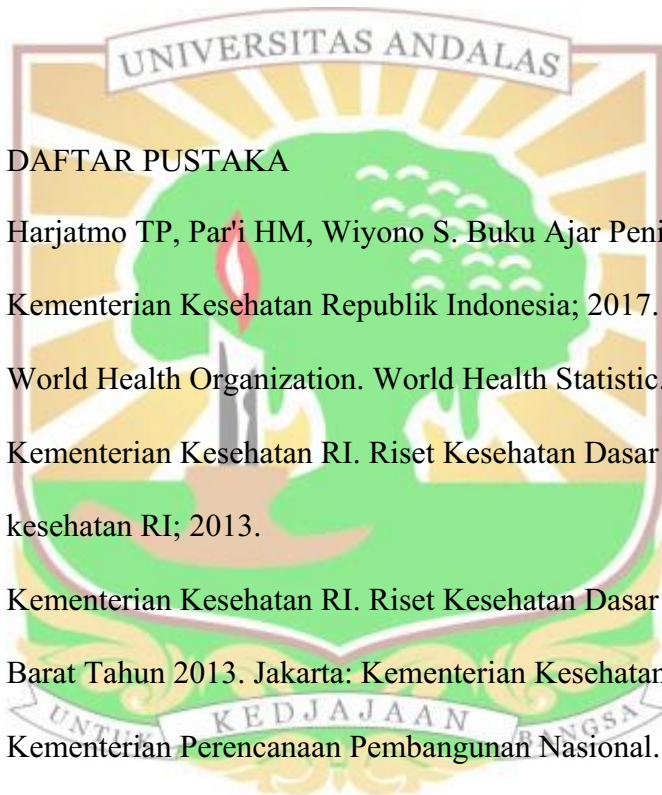 UNIVERSITAS ANDALAS
DAFTAR PUSTAKA
Harjatmo TP, Par'i HM, Wiyono S. Buku Ajar Peni
Kementerian Kesehatan Republik Indonesia; 2017.
World Health Organization. World Health Statistic.
Kementerian Kesehatan RI. Riset Kesehatan Dasar
kesehatan RI; 2013.
Kementerian Kesehatan RI. Riset Kesehatan Dasar
Barat Tahun 2013. Jakarta: Kementerian Kesehatan
UNTUK KEDJAJAAN BANGSA
Kementerian Perencanaan Pembangunan Nasional.